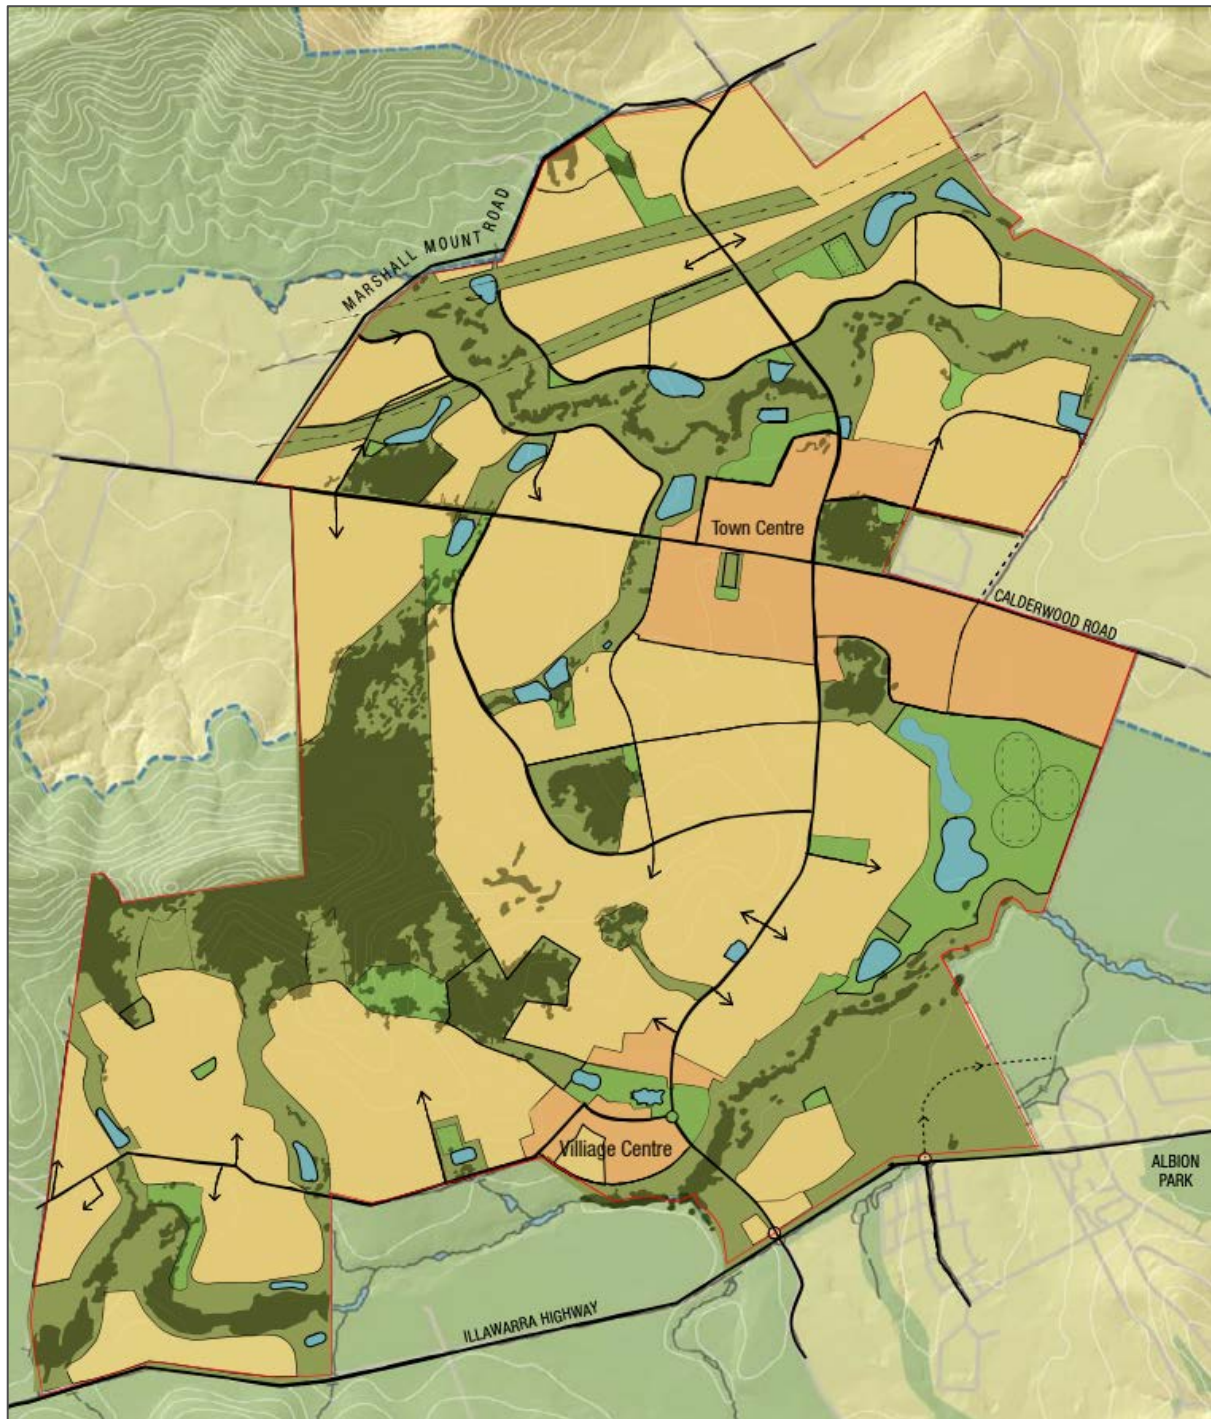 MARSHALL MOUNT ROAD
Town Centre
CALDERWOOD ROAD
Villiage Centre
ALBION
PARK
ILLAWARRA HIGHWAY